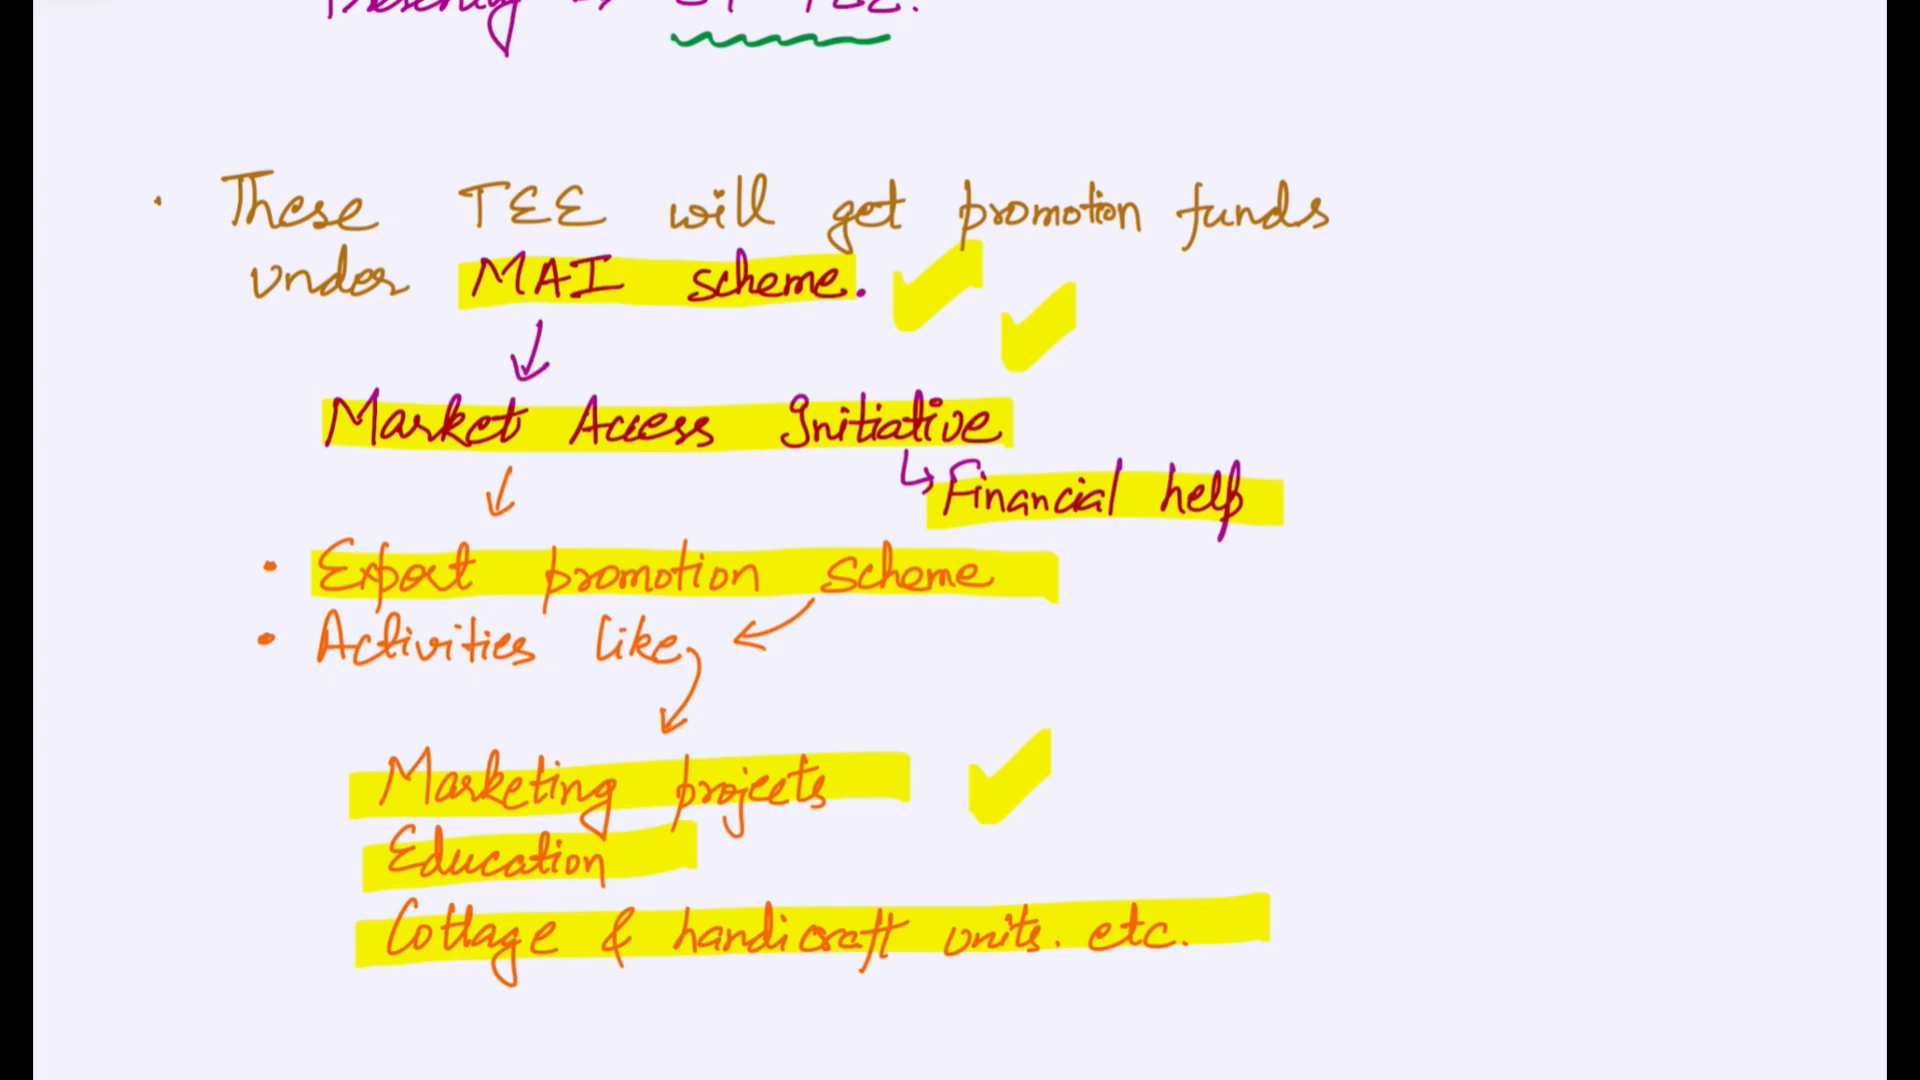 • These TEE will get promotion funds
under MAI scheme.
Market Access Initiative
Financial help
• Export promotion scheme
• Activities like,
Marketing projects
Education
Cottage & handicraft units. etc.